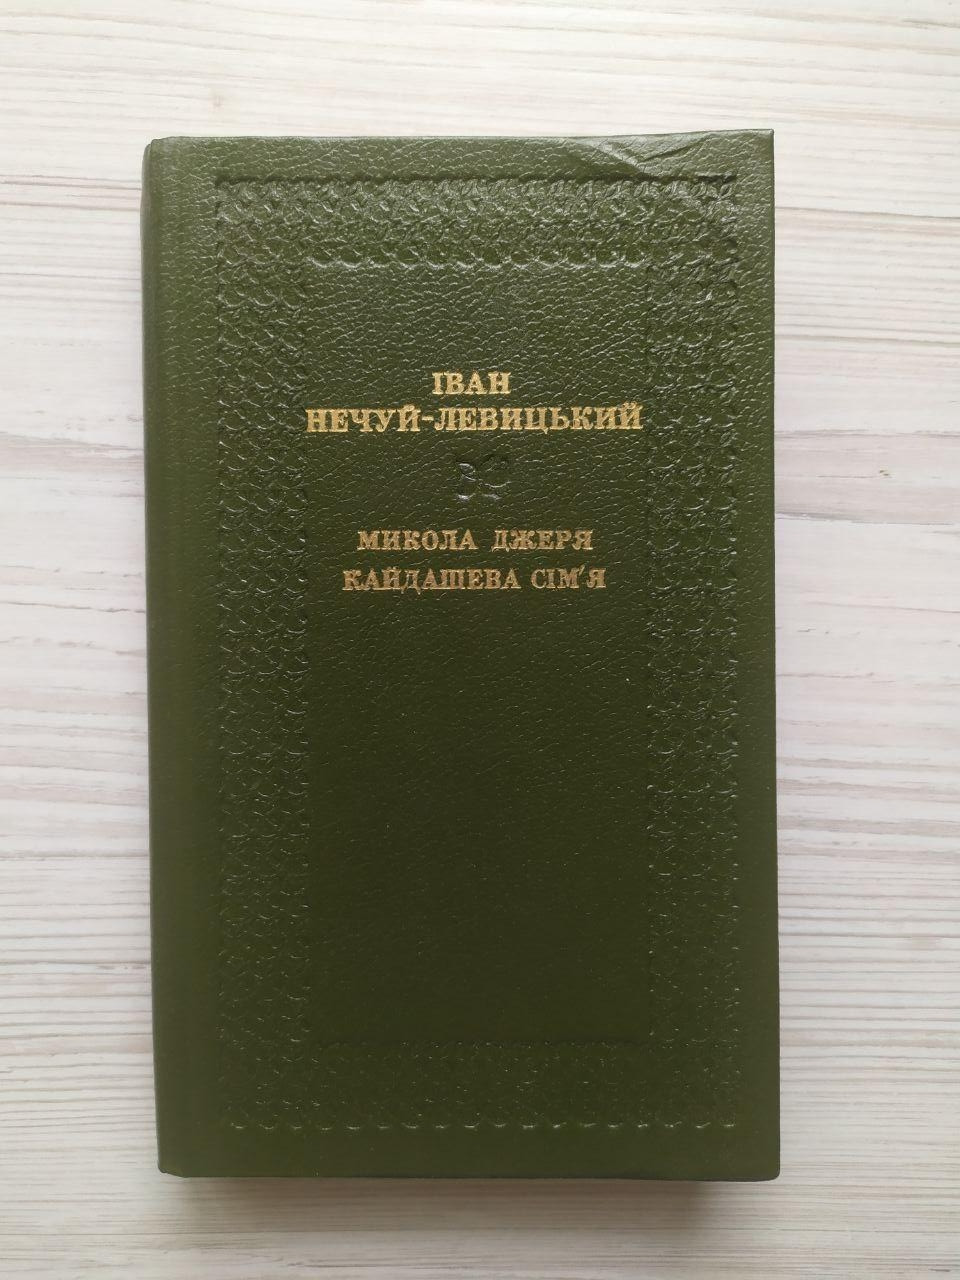 ІВАН
НЕЧУЙ-ЛЕВИЦЬКИЙ
МИКОЛА ДЖЕРЯ
КАЙДАШЕВА СІМ'Я